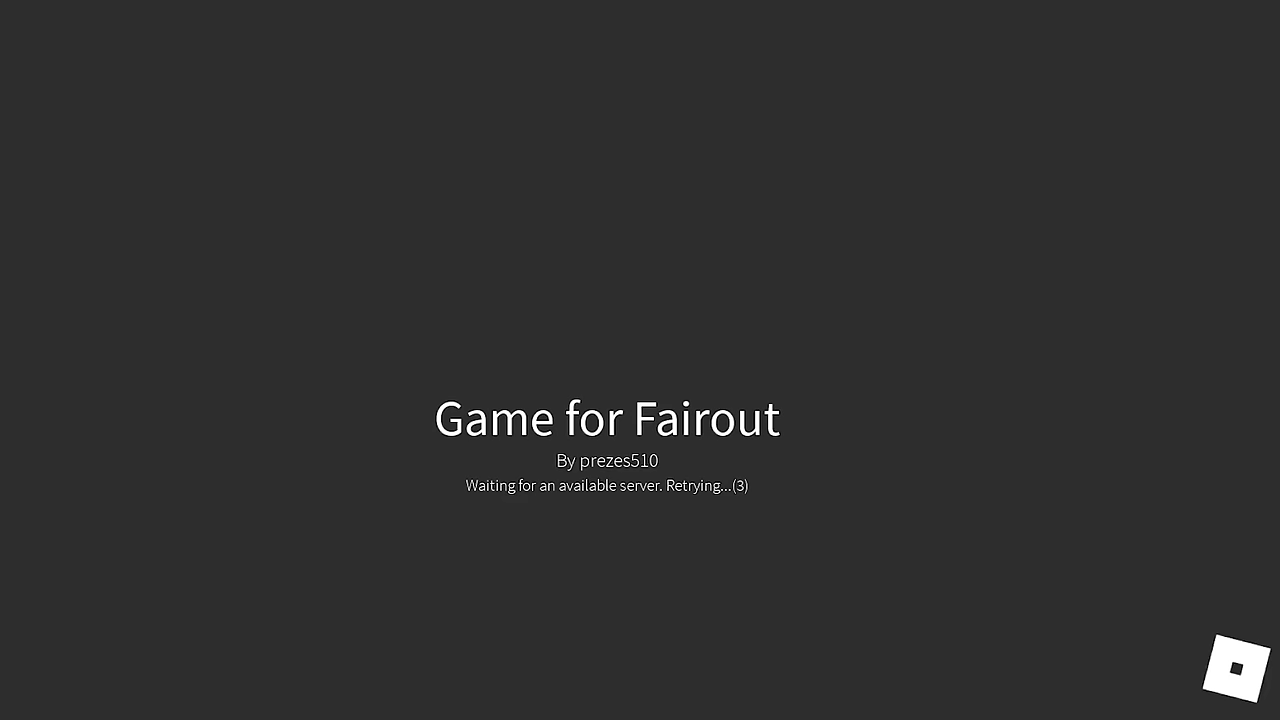 Game for Fairout
By prezes510
Waiting for an available server. Retrying...(3)